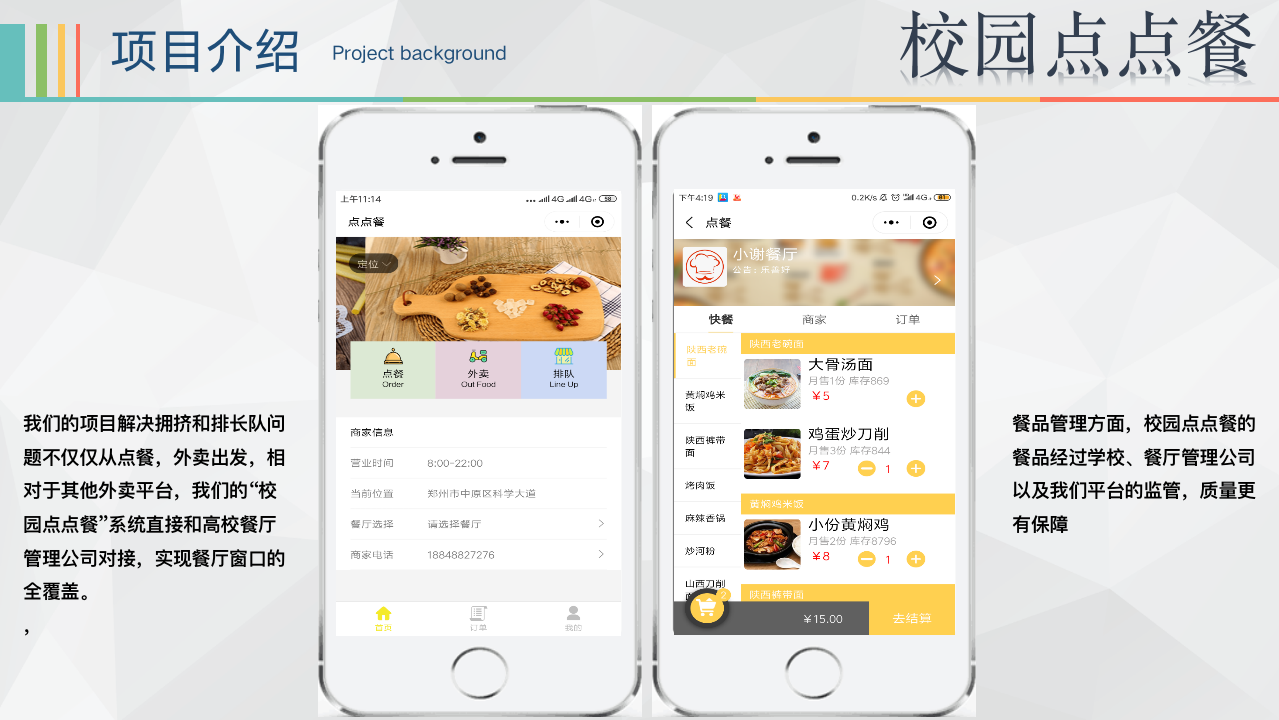 项目介绍
Project background
校园点点餐
我们的项目解决拥挤和排长队问
题不仅仅从点餐，外卖出发，相
对于其他外卖平台，我们的“校
园点点餐”系统直接和高校餐厅
管理公司对接，实现餐厅窗口的
全覆盖。
，
上午11:14
4G 4G 58
点点餐
定位
点餐
Order
外卖
Out Food
排队
Line Up
商家信息
营业时间 8:00-22:00
当前位置 郑州市中原区科学大道
餐厅选择 请选择餐厅
商家电话 18848827276
首页
订单
我的
下午4:19
0.2K/s 4G
点餐
小谢餐厅
公告：乐善好
快餐
商家
订单
陕西老碗
面
黄焖鸡米
饭
陕西裤带
面
烤肉饭
麻辣香锅
炒河粉
山西刀削
陕西老碗面
大骨汤面
月售1份 库存869
￥5
鸡蛋炒刀削
月售3份 库存844
￥7
1
黄焖鸡米饭
小份黄焖鸡
月售2份 库存8796
￥8
1
陕西裤带面
2
￥15.00
去结算
餐品管理方面，校园点点餐的
餐品经过学校、餐厅管理公司
以及我们平台的监管，质量更
有保障